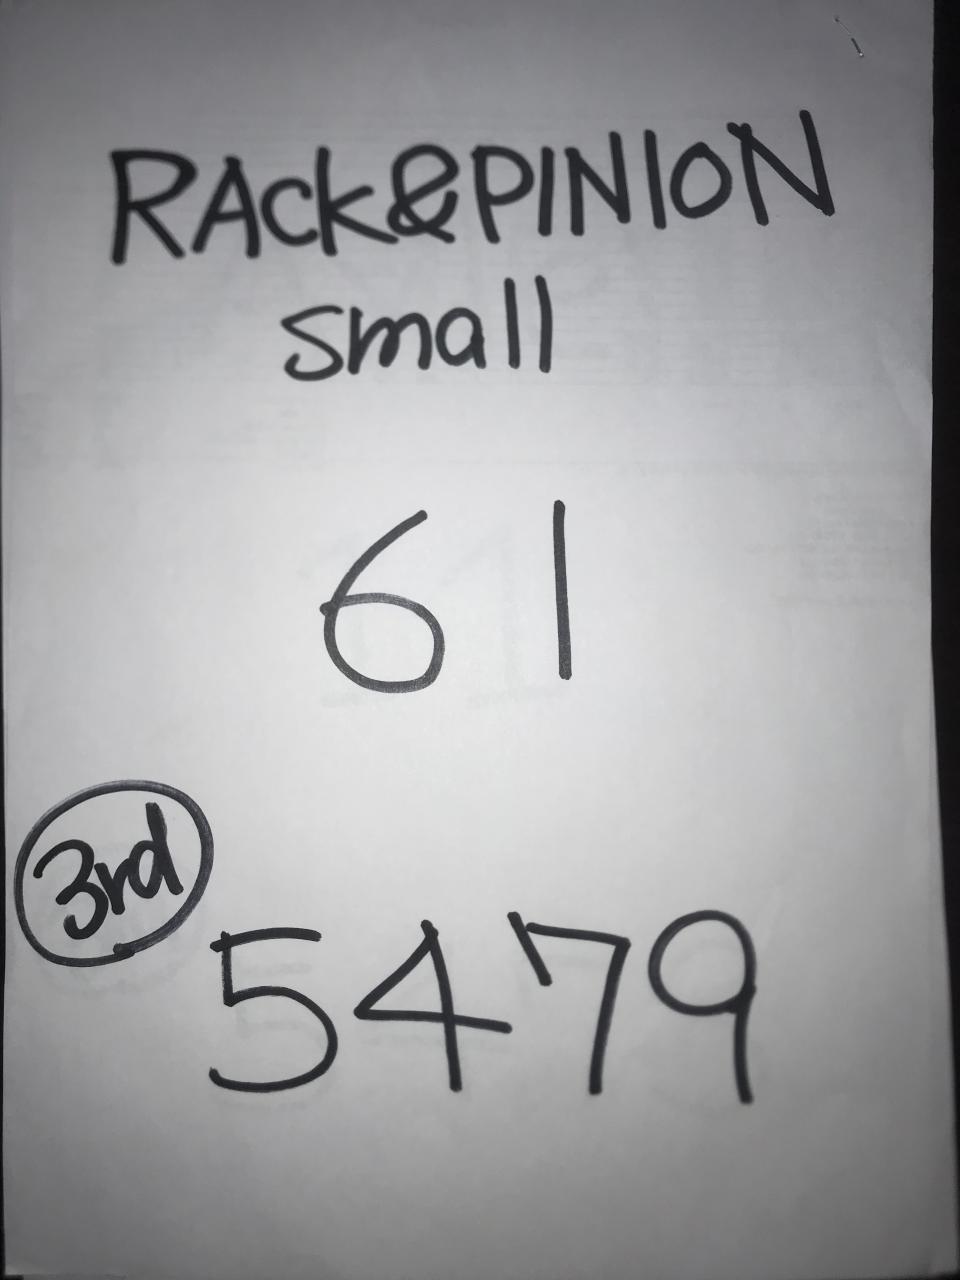 RACK&PINION
small
61
3rd
5479